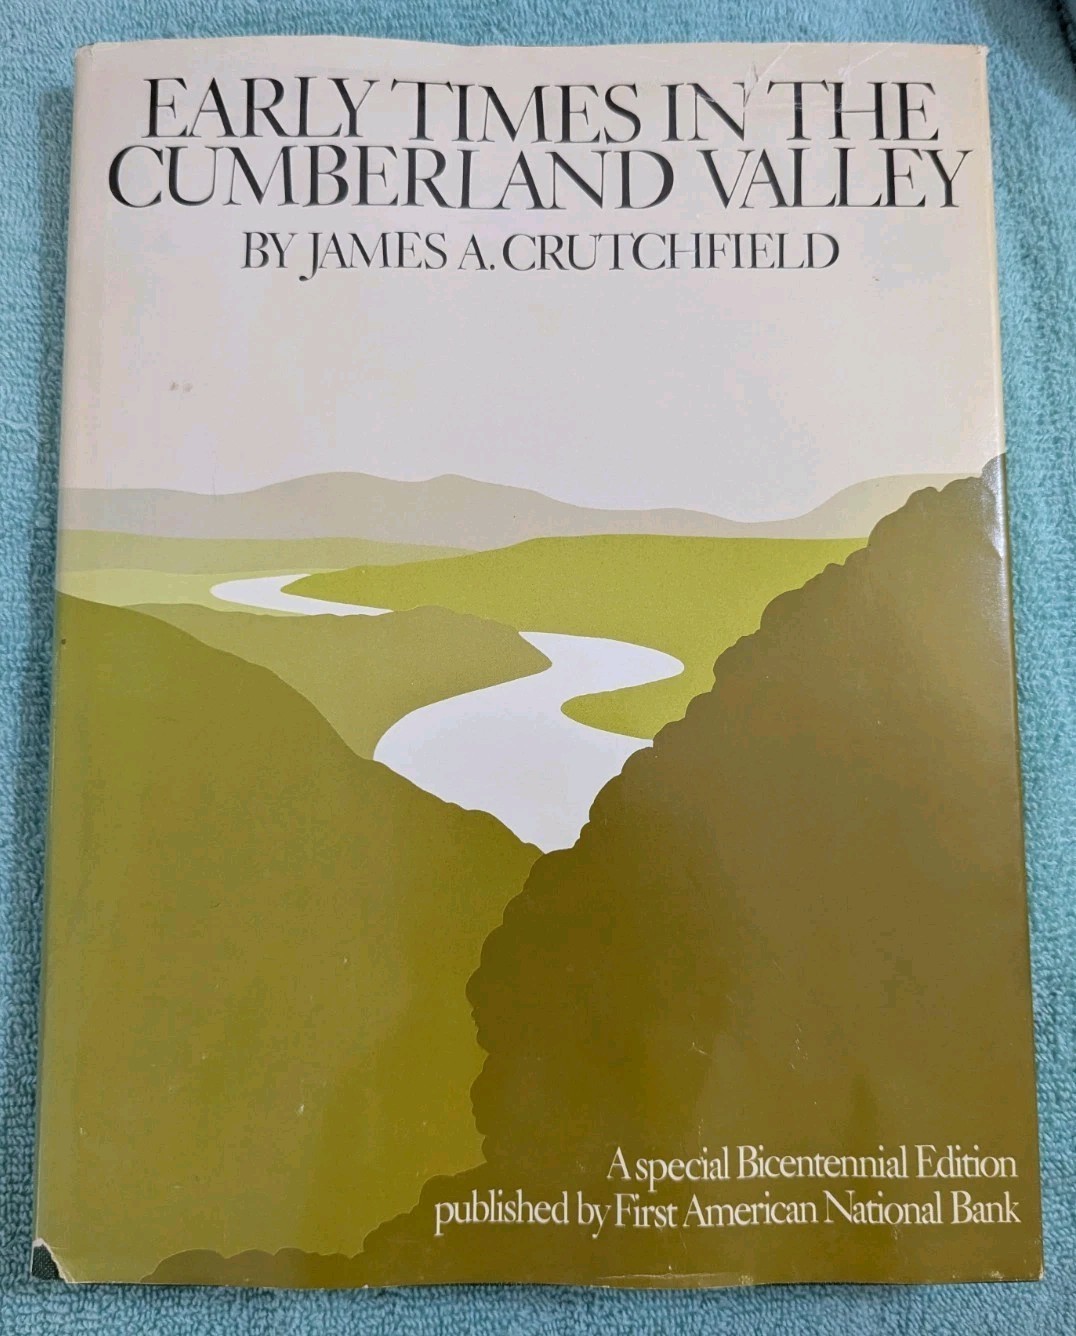 EARLY TIMES IN THE
CUMBERLAND VALLEY
BY JAMES A. CRUTCHFIELD
A special Bicentennial Edition
published by First American National Bank